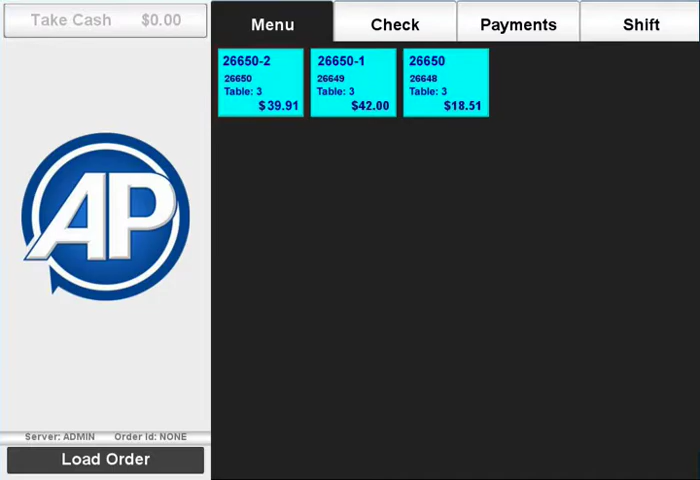 Take Cash $0.00
Menu
Check
Payments
Shift
26650-2
26650
Table: 3
$39.91
26650-1
26649
Table: 3
$42.00
26650
26648
Table: 3
$18.51
AP
Server: ADMIN Order Id: NONE
Load Order